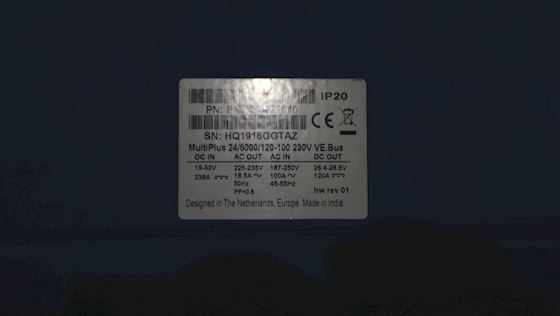 IP20
SN: HQ1918GGTAZ
MultiPlus 24/5000/120-100 230V VE.Bus
DC IN AC OUT AC IN DC OUT
19-33V 225-235V 187-250V 26.4-28.8V
238A 18.5A 100A 120A
50Hz 45-55Hz
PF=0.8 hw rev 01
Designed in The Netherlands, Europe. Made in India